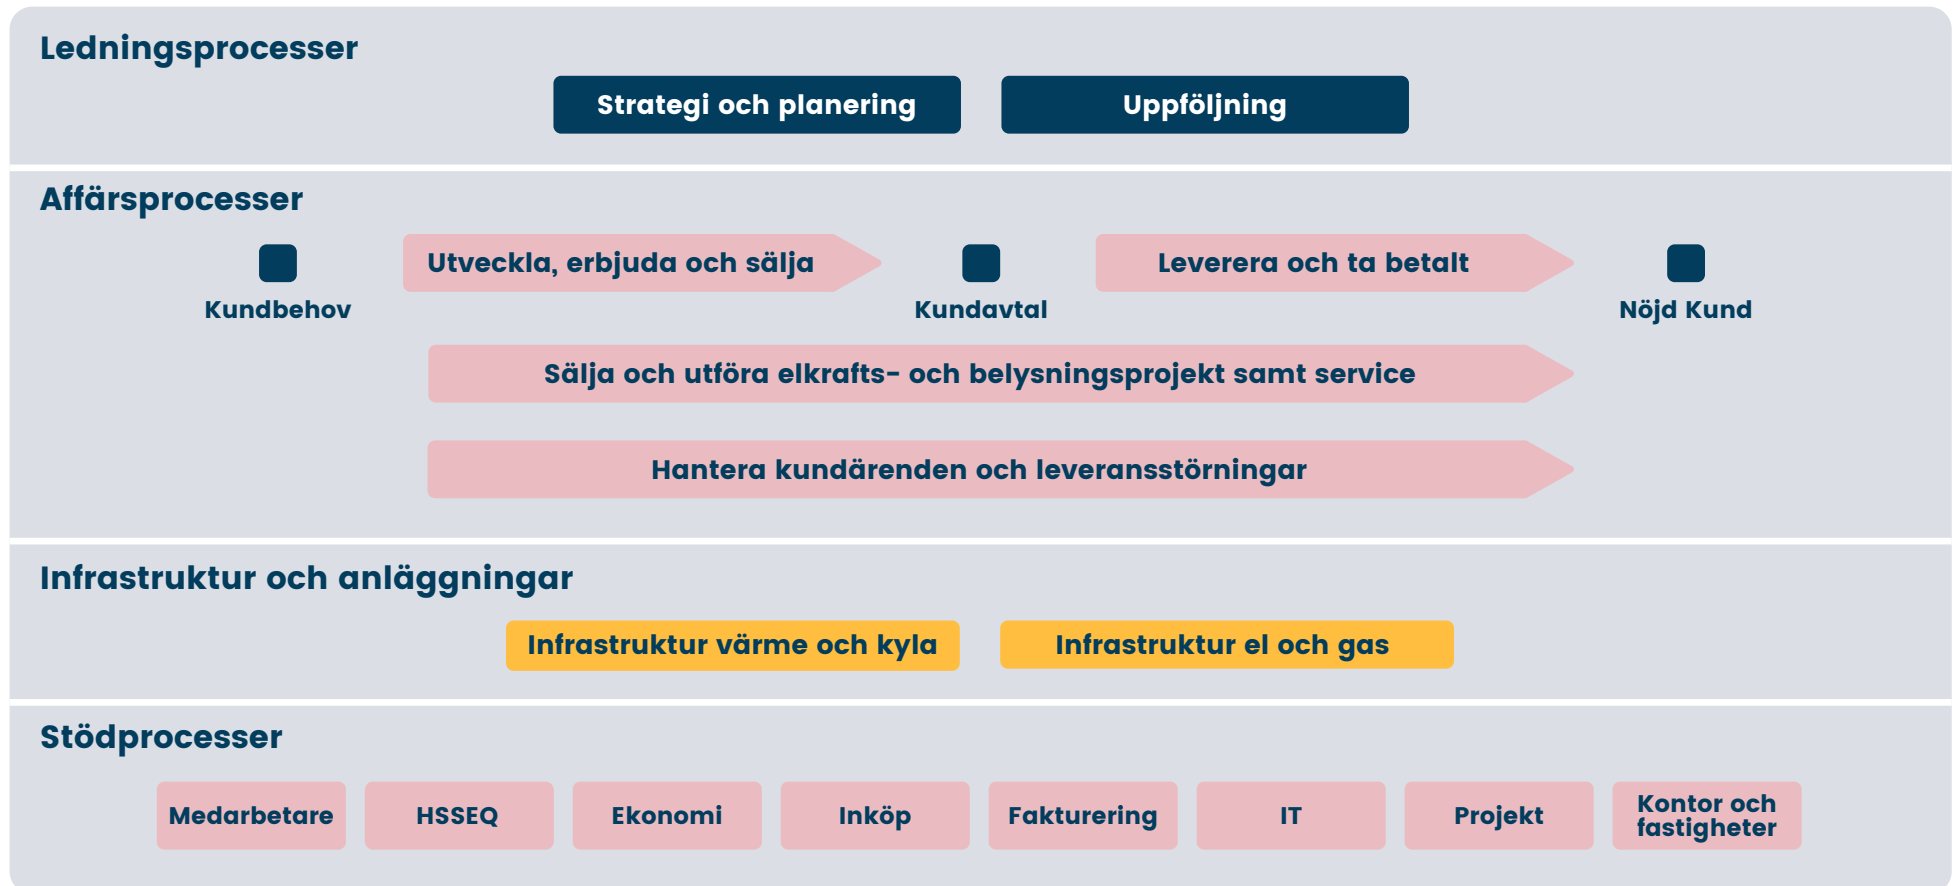 Ledningsprocesser
Strategi och planering
Uppföljning
Affärsprocesser
Utveckla, erbjuda och sälja
Leverera och ta betalt
Kundbehov
Kundavtal
Nöjd Kund
Sälja och utföra elkrafts- och belysningsprojekt samt service
Hantera kundärenden och leveransstörningar
Infrastruktur och anläggningar
Infrastruktur värme och kyla
Infrastruktur el och gas
Stödprocesser
Medarbetare
HSSEQ
Ekonomi
Inköp
Fakturering
IT
Projekt
Kontor och
fastigheter